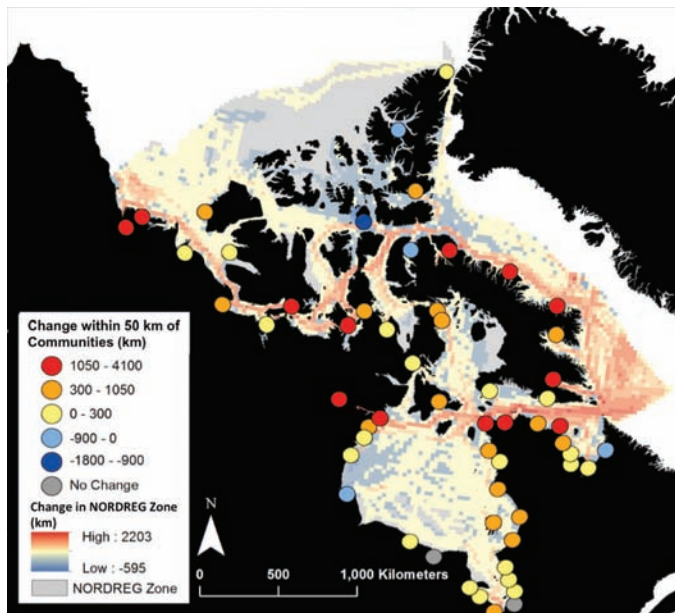 Change within 50 km of
Communities (km)
1050 - 4100
300 - 1050
0 - 300
-900 - 0
-1800 - -900
No Change
Change in NORDREG Zone
(km)
High : 2203
Low : -595
NORDREG Zone
N
0 500 1,000 Kilometers